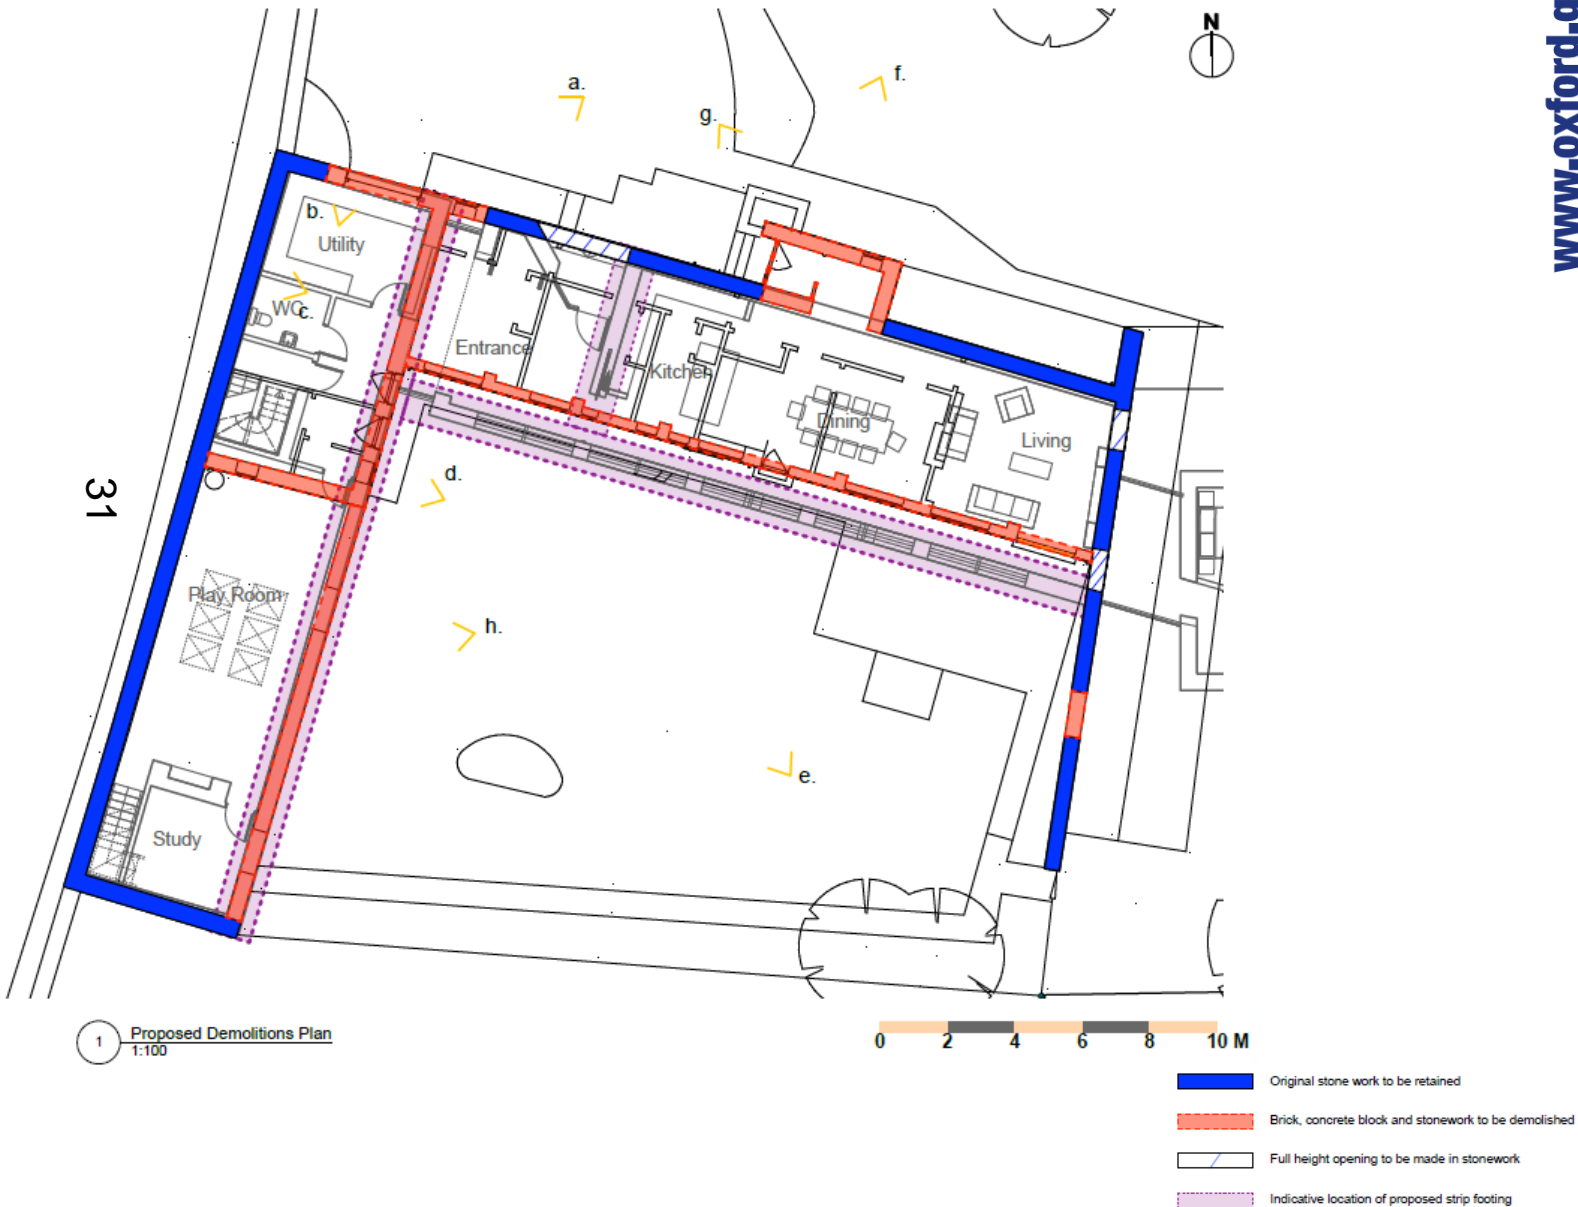 www.oxford.g
N
a.
f.
g.
b.
Utility
WC
c.
Entrance
Kitchen
Dining
Living
d.
31
Play Room
h.
e.
Study
1
Proposed Demolitions Plan
1:100
0 2 4 6 8 10 M
Original stone work to be retained
Brick, concrete block and stonework to be demolished
Full height opening to be made in stonework
Indicative location of proposed strip footing